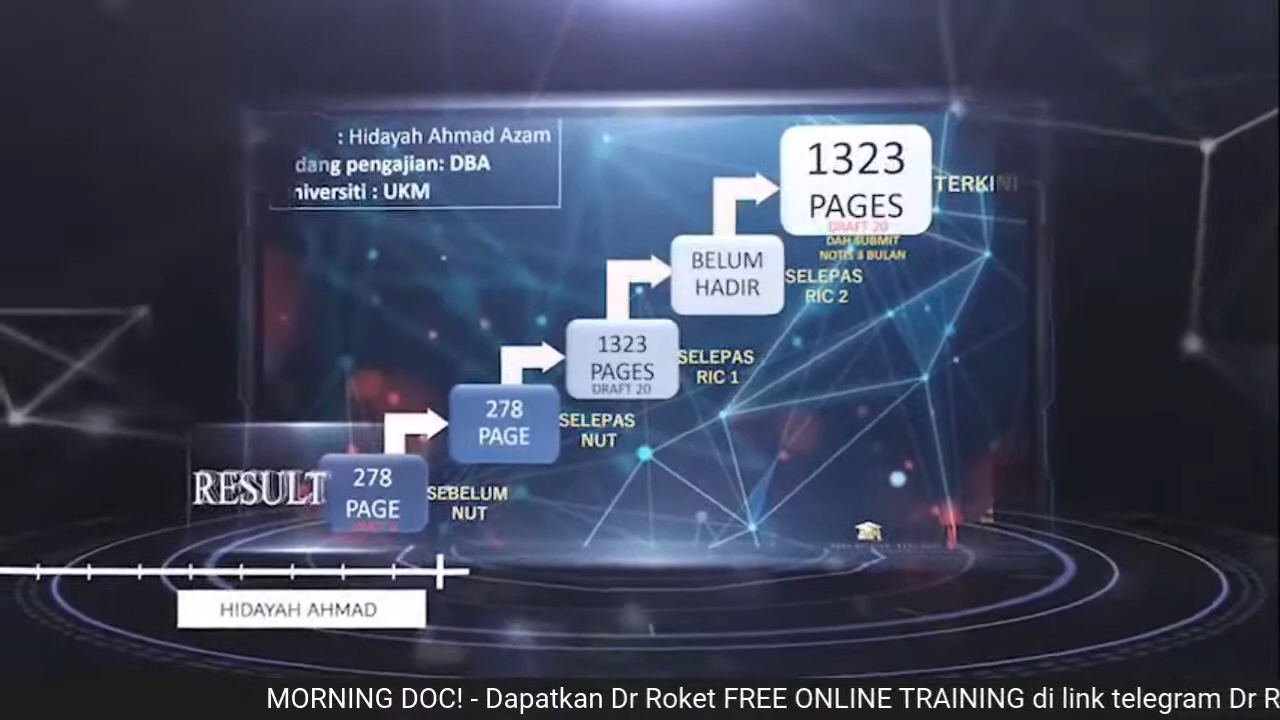 : Hidayah Ahmad Azam
dang pengajian: DBA
niversiti : UKM
1323
PAGES
DRAFT 20
DAH SUBMIT
NOTIS 3 BULAN
TERKINI
BELUM
HADIR
SELEPAS
RIC 2
1323
PAGES
DRAFT 20
SELEPAS
RIC 1
278
PAGE
SELEPAS
NUT
RESULT
278
PAGE
SEBELUM
NUT
HIDAYAH AHMAD
MORNING DOC! - Dapatkan Dr Roket FREE ONLINE TRAINING di link telegram Dr R